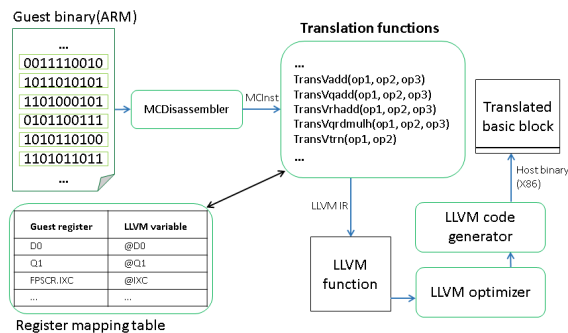 Guest binary(ARM)
...
0011110010
1011010101
1101000101
0101100111
1010110100
1101011011
...
MCDisassembler
MCInst
Translation functions
...
TransVadd(op1, op2, op3)
TransVqadd(op1, op2, op3)
TransVrhadd(op1, op2, op3)
TransVqrdmulh(op1, op2, op3)
TransVtrn(op1, op2)
...
Translated
basic block
Host binary
(X86)
LLVM code
generator
LLVM optimizer
LLVM IR
LLVM
function
Guest register LLVM variable
D0 @D0
Q1 @Q1
FPSCR.IXC @IXC
... ...
Register mapping table